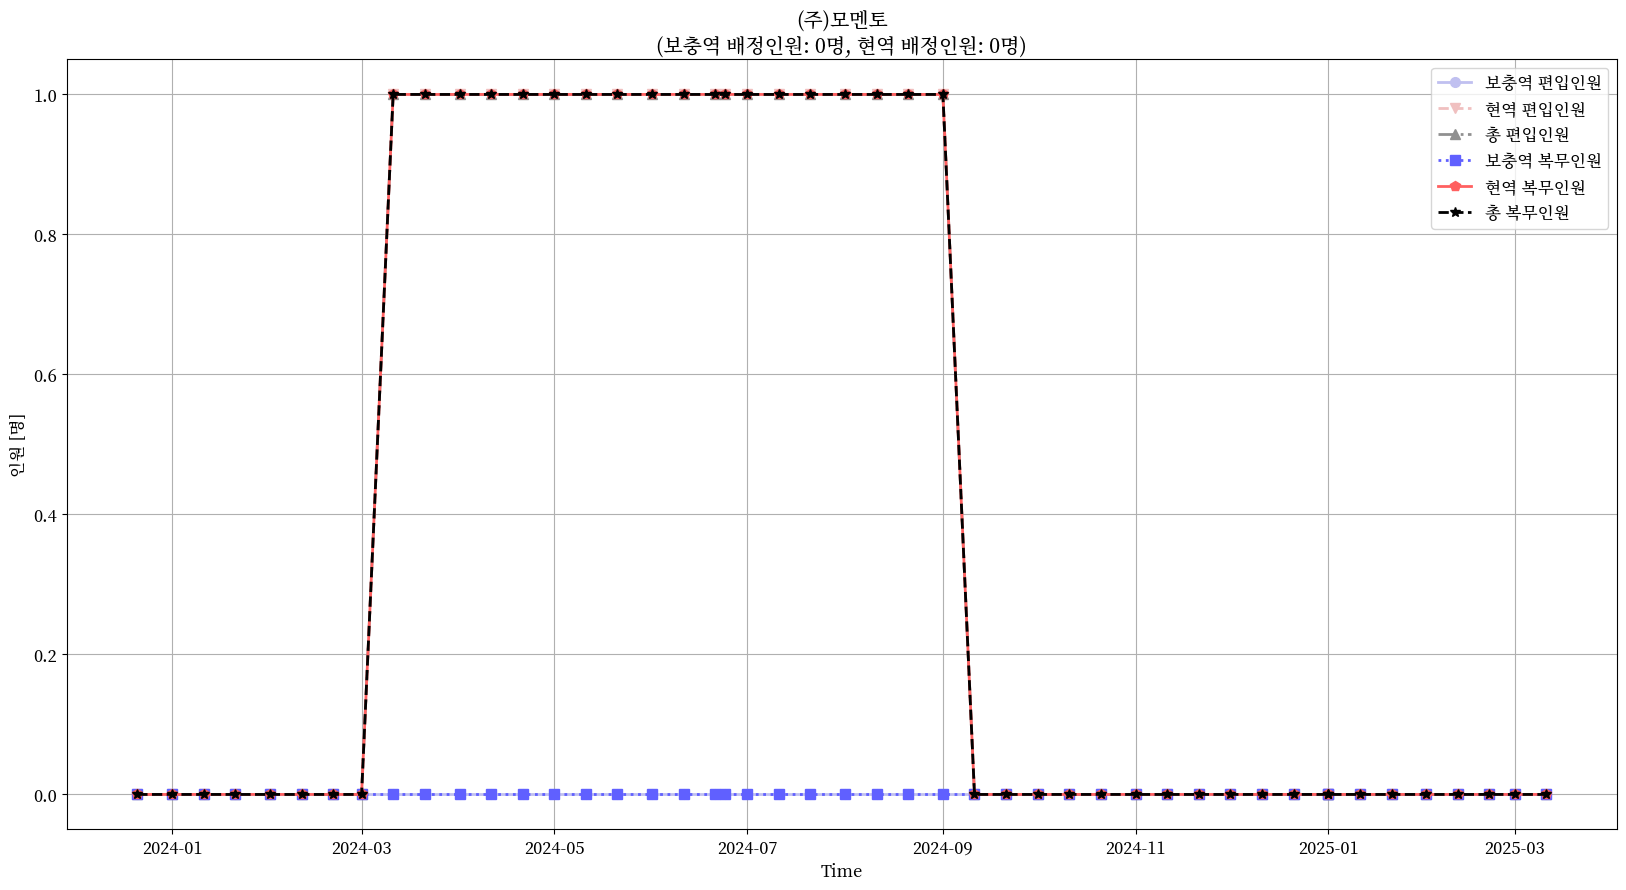 (주)모멘토
(보충역 배정인원: 0명, 현역 배정인원: 0명)
보충역 편입인원
현역 편입인원
총 편입인원
보충역 복무인원
현역 복무인원
총 복무인원
인원 [명]
1.0
0.8
0.6
0.4
0.2
0.0
2024-01
2024-03
2024-05
2024-07
2024-09
2024-11
2025-01
2025-03
Time